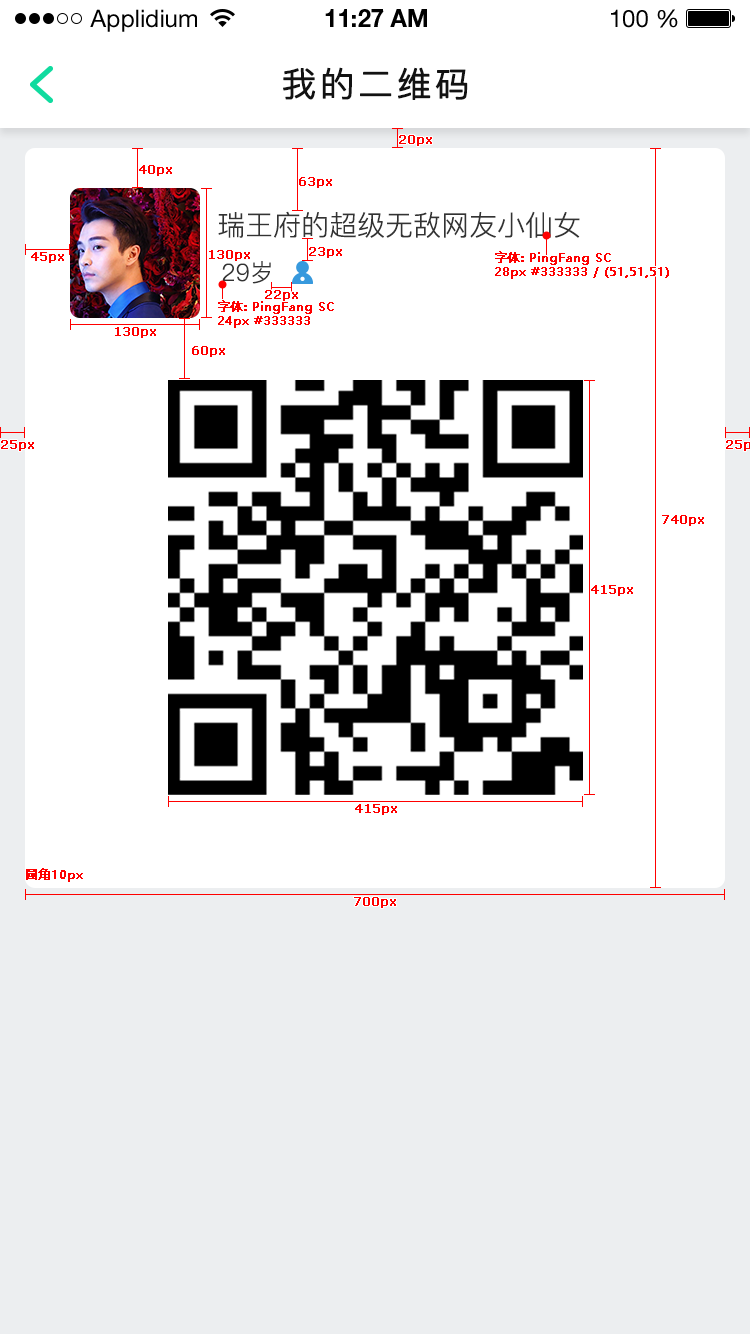 Applidium 11:27 AM 100 %
我的二维码
20px
40px
63px
瑞王府的超级无敌网友小仙女
45px
130px
23px
字体: PingFang SC
28px #333333 / (51,51,51)
29岁
22px
字体: PingFang SC
24px #333333
130px
60px
25px
25p
740px
415px
415px
圆角10px
700px